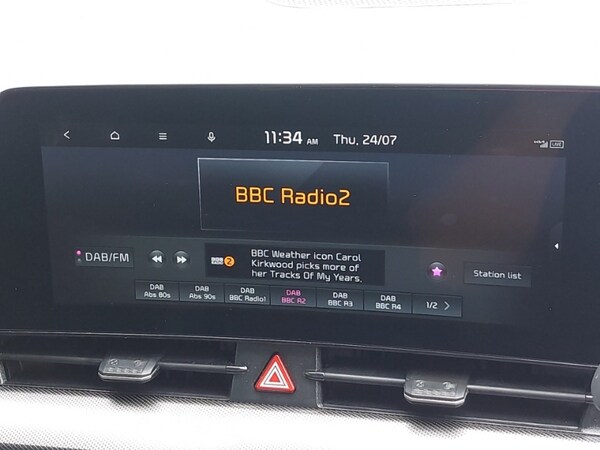 11:34 AM Thu, 24/07
LIVE
BBC Radio2
DAB/FM
2
BBC Weather icon Carol
Kirkwood picks more of
her Tracks Of My Years.
Station list
DAB
Abs 80s
DAB
Abs 90s
DAB
BBC Radio1
DAB
BBC R2
DAB
BBC R3
DAB
BBC R4
1/2